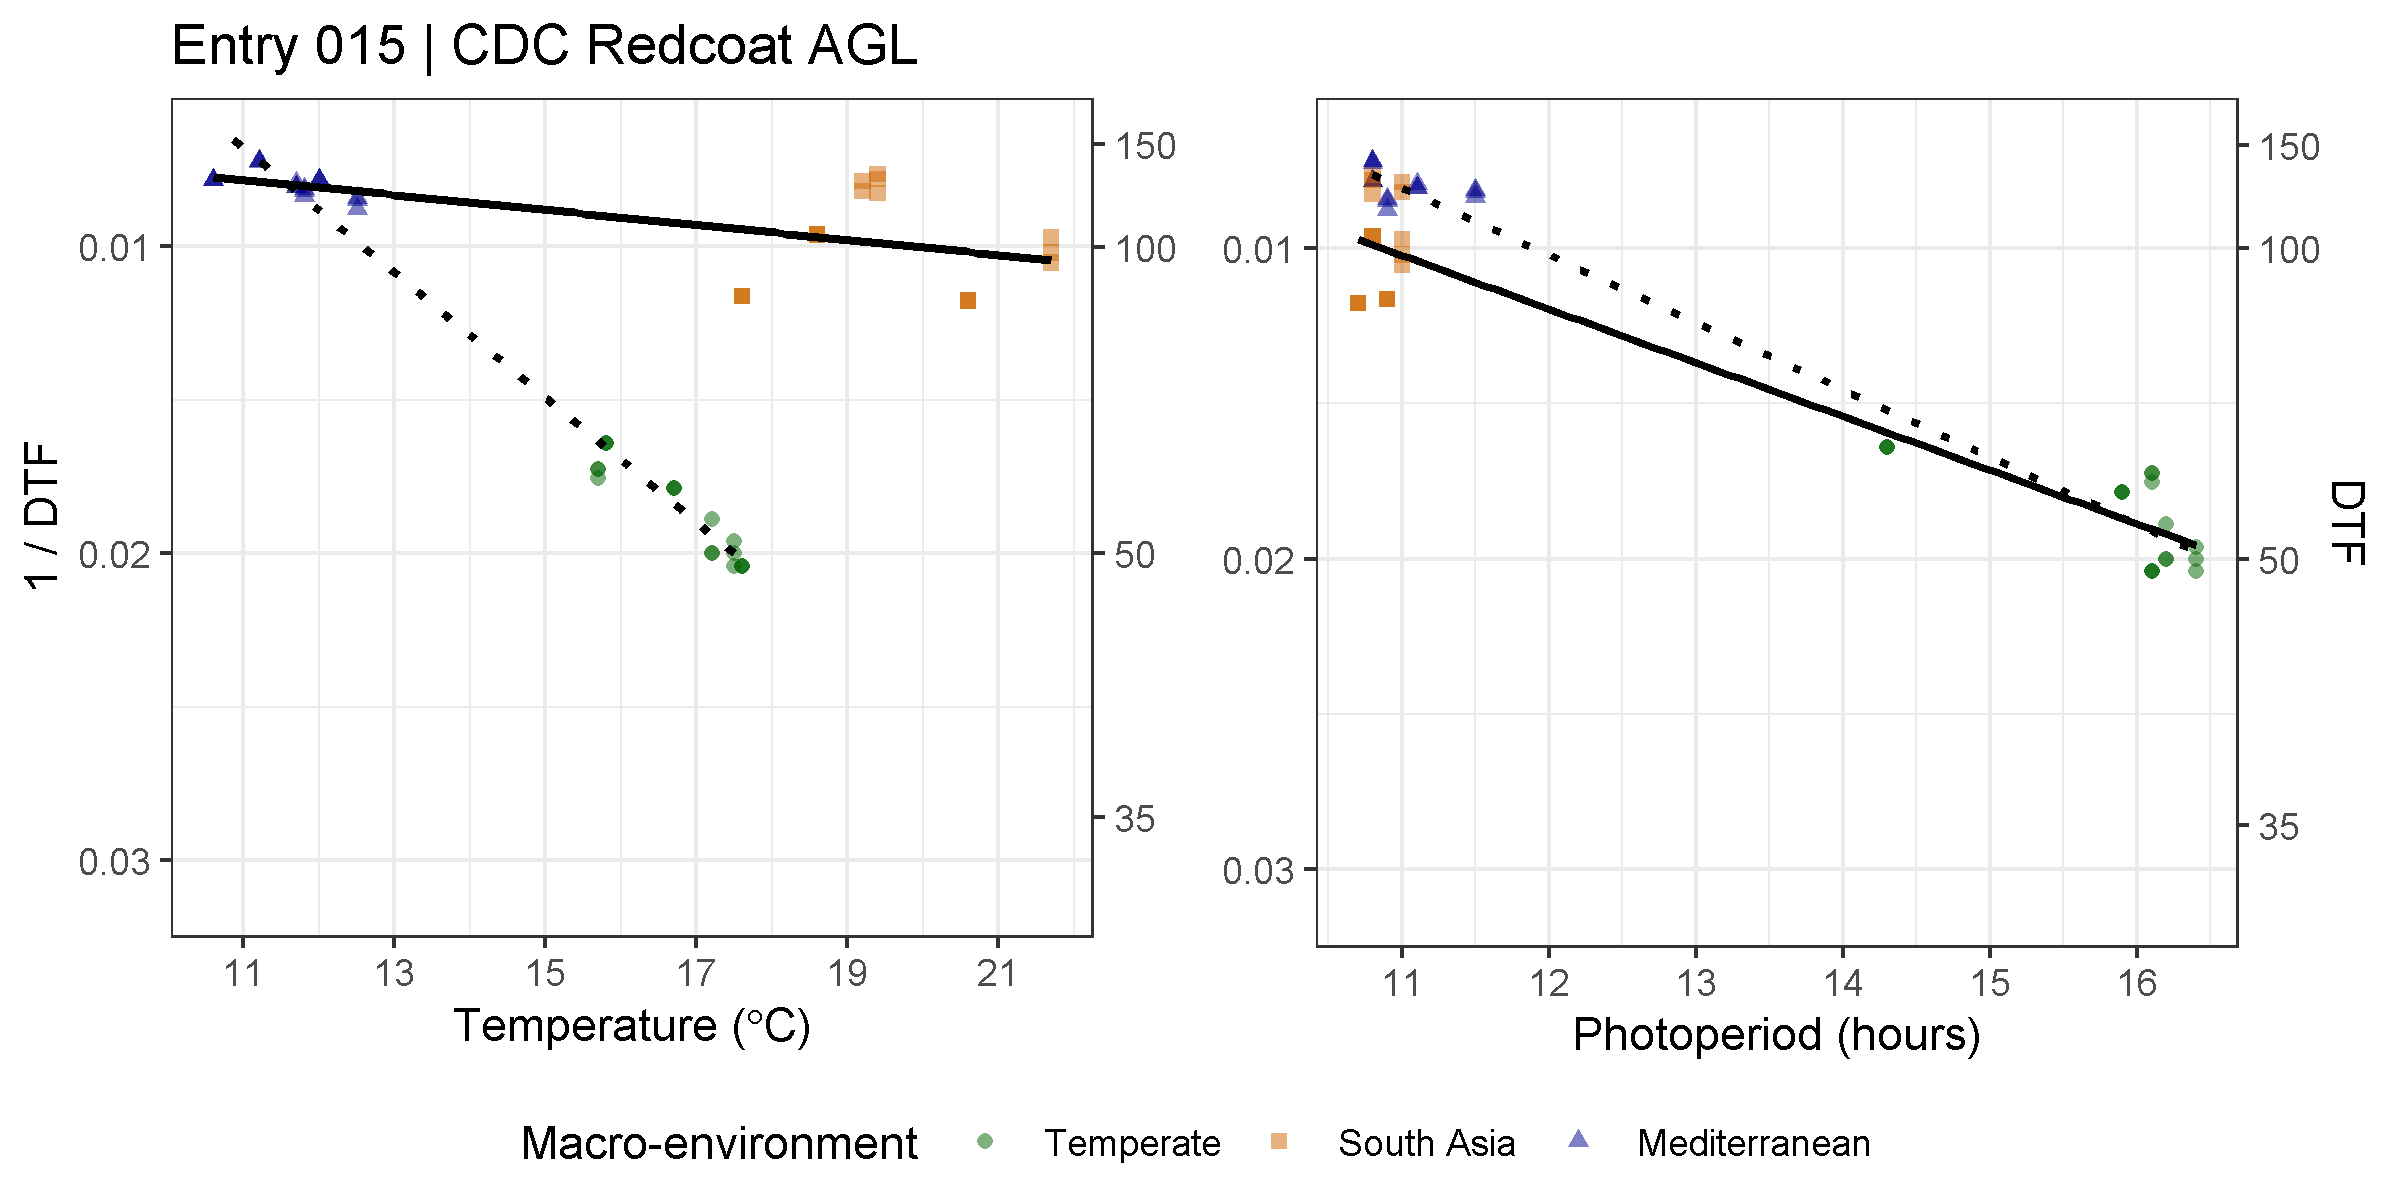 Entry 015 | CDC Redcoat AGL
1 / DTF
0.01
0.02
0.03
150
100
50
35
11 13 15 17 19 21
Temperature (°C)
0.01
0.02
0.03
150
100
50
35
DTF
11 12 13 14 15 16
Photoperiod (hours)
Macro-environment Temperate South Asia Mediterranean